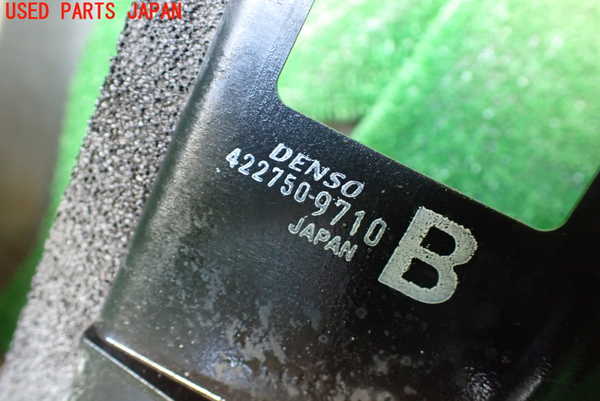 USED PARTS JAPAN
DENSO
422750-9710
JAPAN
B